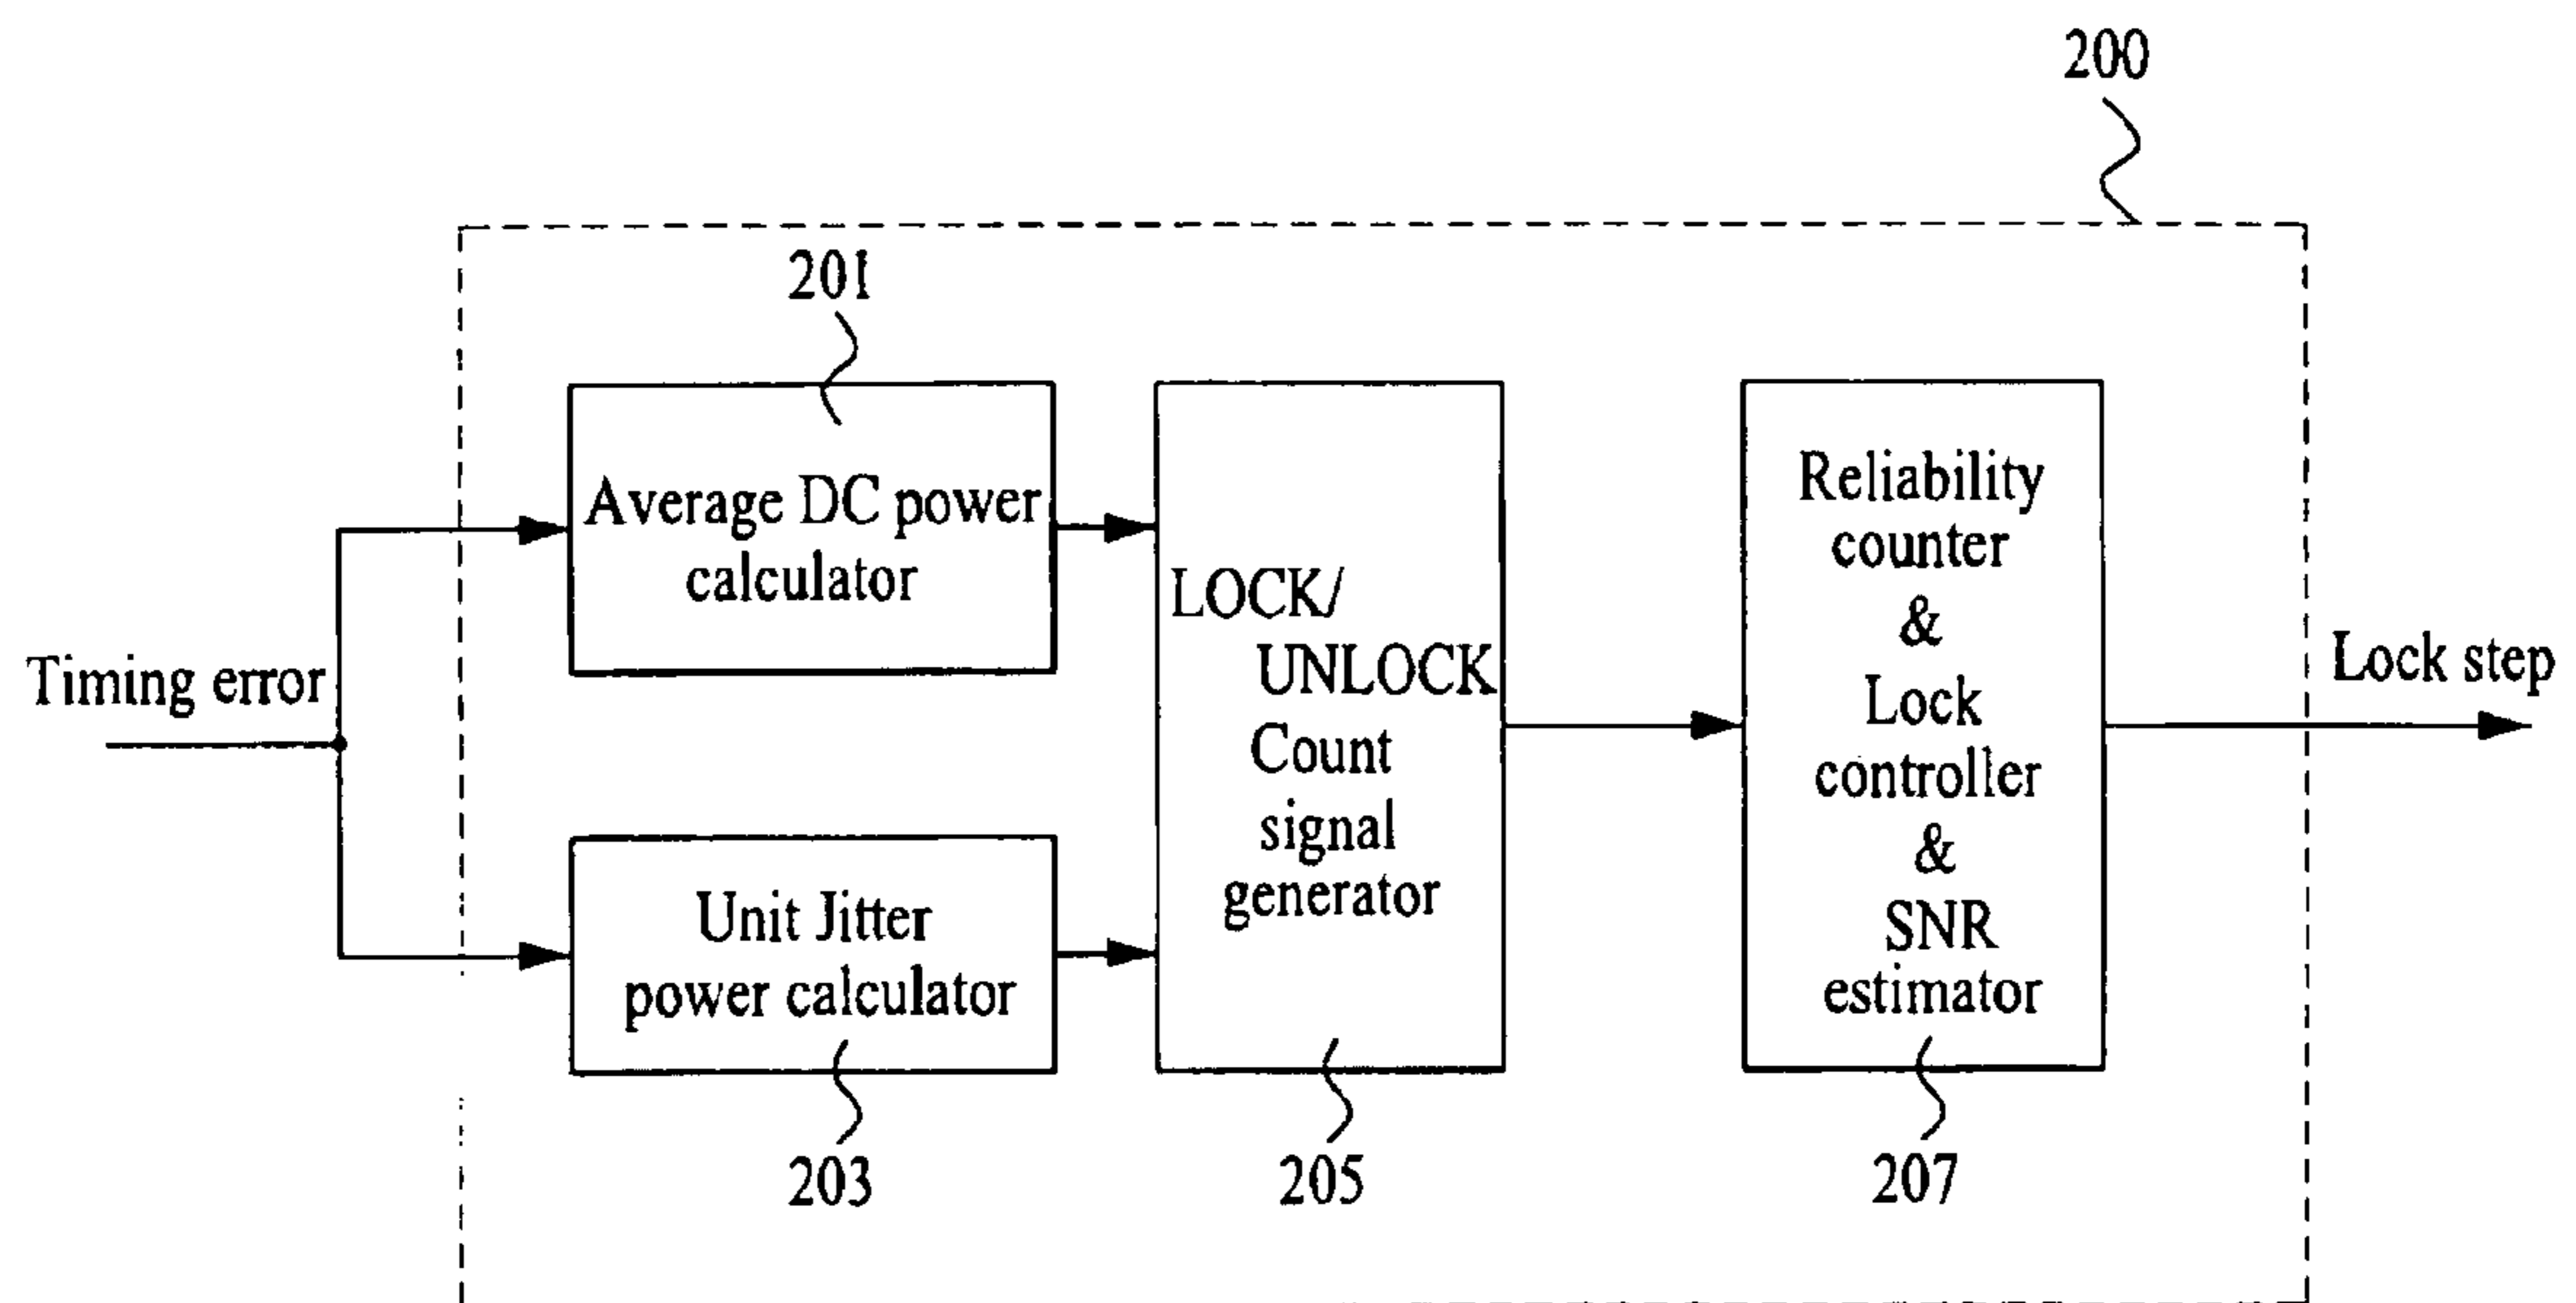 200
201
Average DC power
calculator
LOCK/
UNLOCK
Count
signal
generator
Reliability
counter
&
Lock
controller
&
SNR
estimator
Timing error
Lock step
Unit Jitter
power calculator
203
205
207